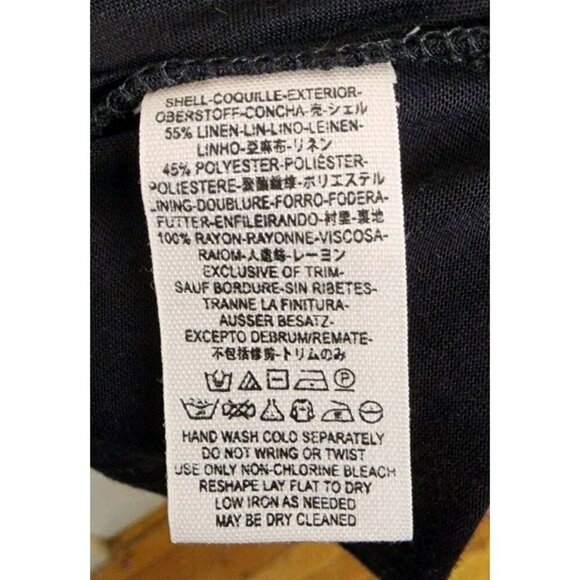 SHELL-COQUILLE-EXTERIOR-
OBERSTOFF-CONCHA-壳-シェル
55% LINEN-LIN-LINO-LEINEN-
LINHO-亞麻布-リネン
45% POLYESTER-POLIÉSTER-
POLIESTERE-聚酯纖維-ポリエステル
LINING-DOUBLURE-FORRO-FODERA-
FUTTER-ENFILEIRANDO-村里-裏地
100% RAYON-RAYONNE-VISCOSA-
RAIOM-人造絲-レーヨン
EXCLUSIVE OF TRIM-
SAUF BORDURE-SIN RIBETES-
TRANNE LA FINITURA-
AUSSER BESATZ-
EXCEPTO DEBRUM/REMATE-
不包括修剪-トリムのみ
HAND WASH COLD SEPARATELY
DO NOT WRING OR TWIST
USE ONLY NON-CHLORINE BLEACH
RESHAPE LAY FLAT TO DRY
LOW IRON AS NEEDED
MAY BE DRY CLEANED